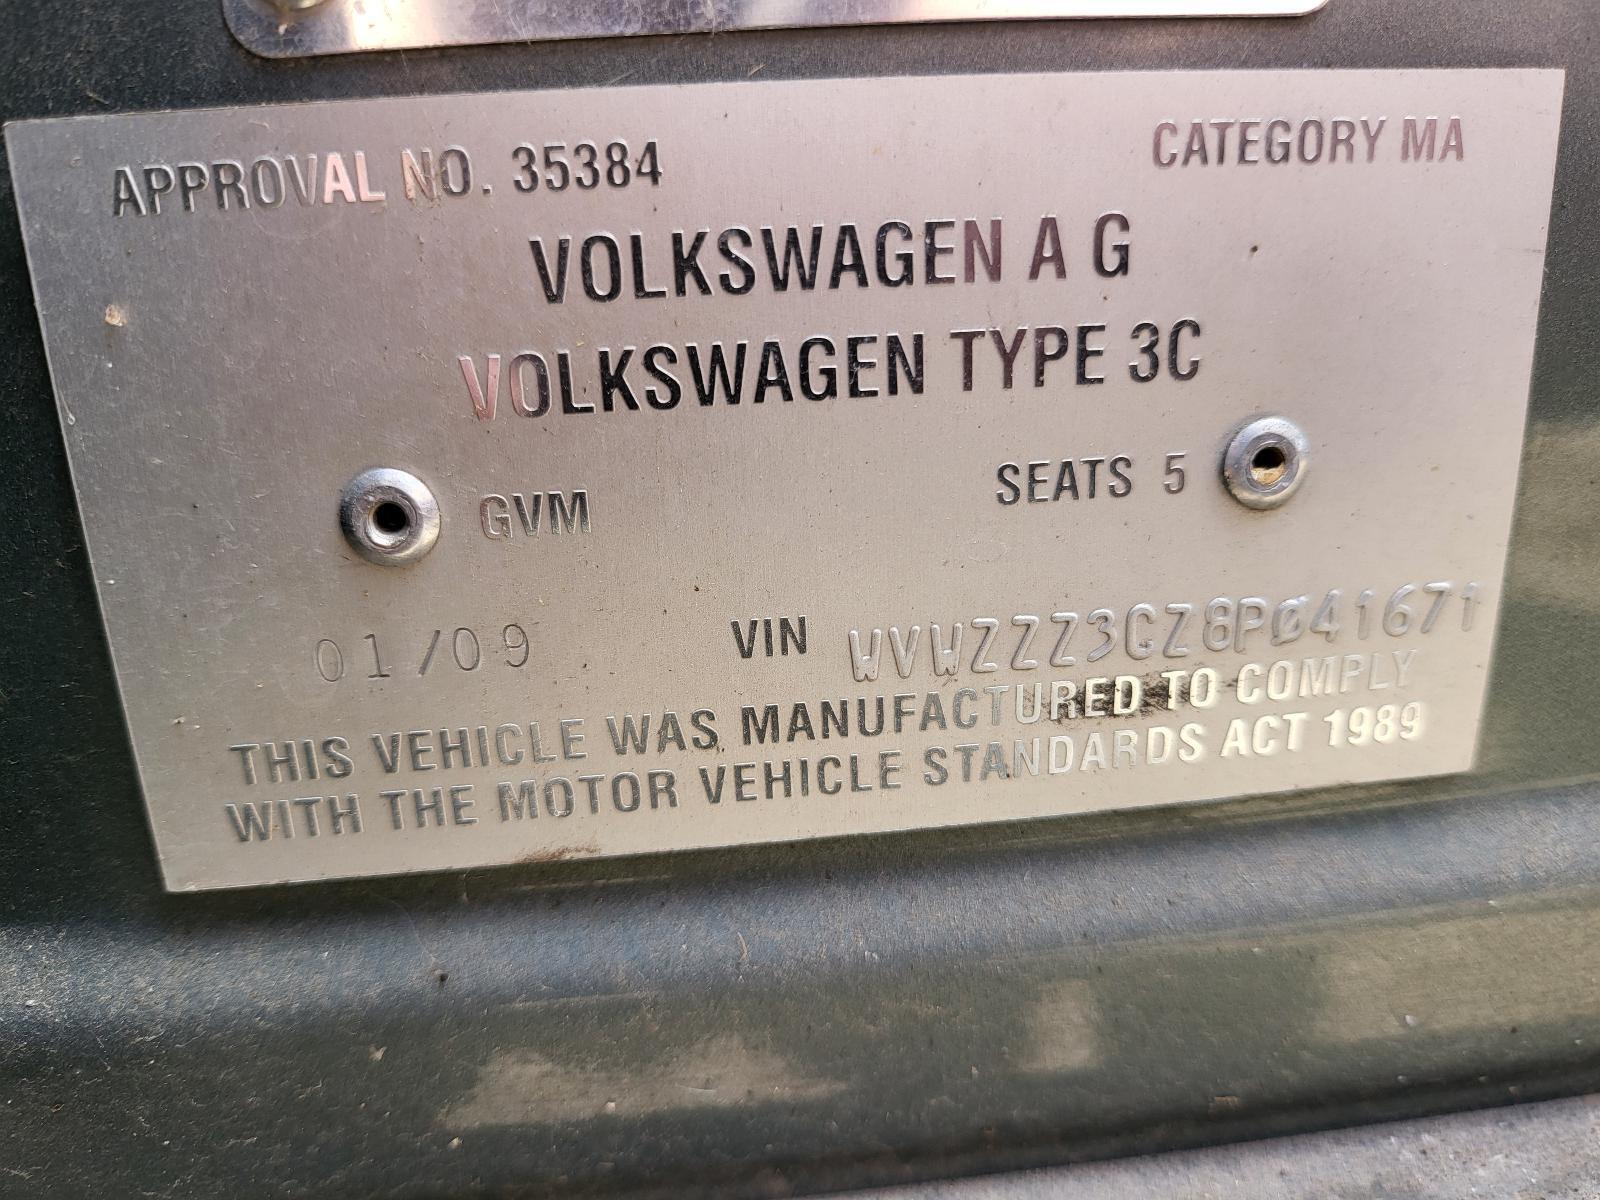 APPROVAL NO. 35384 CATEGORY MA
VOLKSWAGEN A G
VOLKSWAGEN TYPE 3C
GVM SEATS 5
01/09 VIN WVWZZZ3CZ8PØ41671
THIS VEHICLE WAS MANUFACTURED TO COMPLY
WITH THE MOTOR VEHICLE STANDARDS ACT 1989